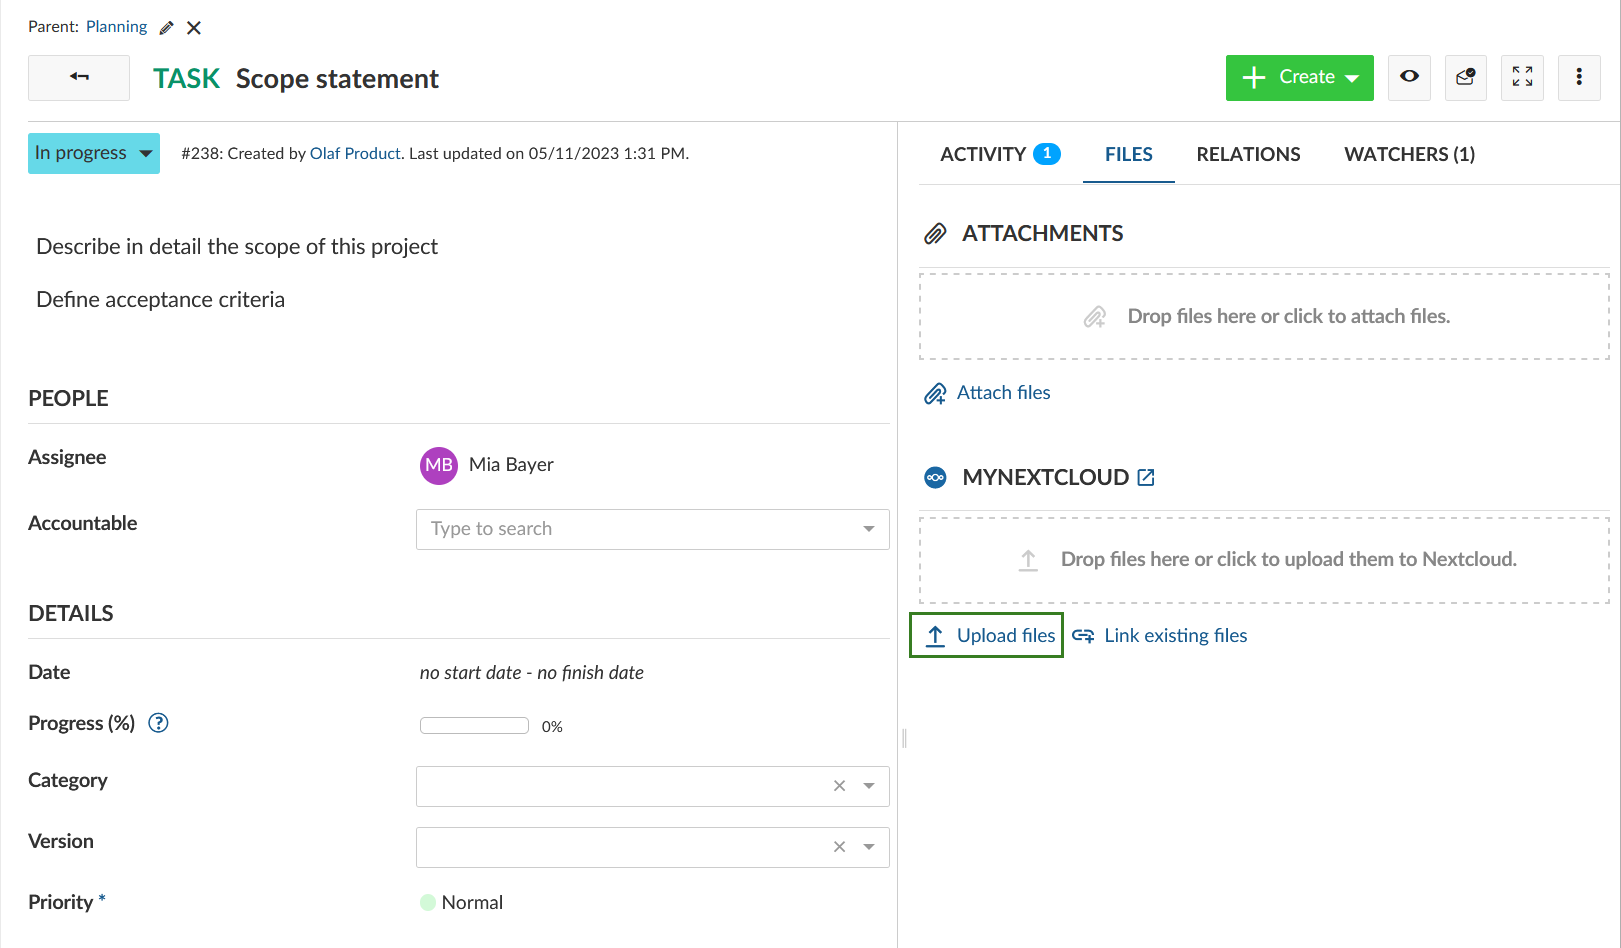 Parent: Planning
TASK Scope statement
Create
In progress
#238: Created by Olaf Product. Last updated on 05/11/2023 1:31 PM.
Describe in detail the scope of this project
Define acceptance criteria
PEOPLE
Assignee
MB Mia Bayer
Accountable
Type to search
DETAILS
Date
no start date - no finish date
Progress (%) ?
0%
Category
Version
Priority *
Normal
ACTIVITY 1 FILES RELATIONS WATCHERS (1)
ATTACHMENTS
Drop files here or click to attach files.
Attach files
MYNEXTCLOUD
Drop files here or click to upload them to Nextcloud.
Upload files Link existing files